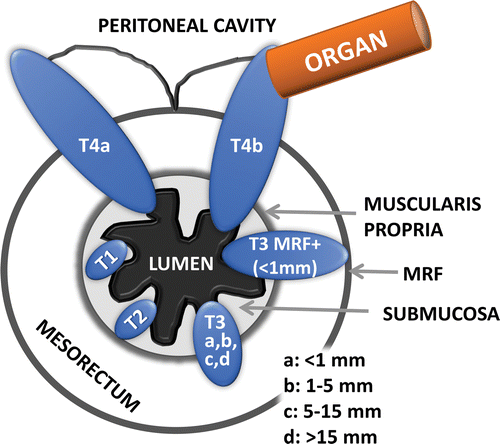 PERITONEAL CAVITY
ORGAN
T4a
T4b
MUSCULARIS
PROPRIA
T3 MRF+
(<1mm)
MRF
T1
LUMEN
T2
SUBMUCOSA
T3
a,b,
c,d
MESORECTUM
a: <1 mm
b: 1-5 mm
c: 5-15 mm
d: >15 mm